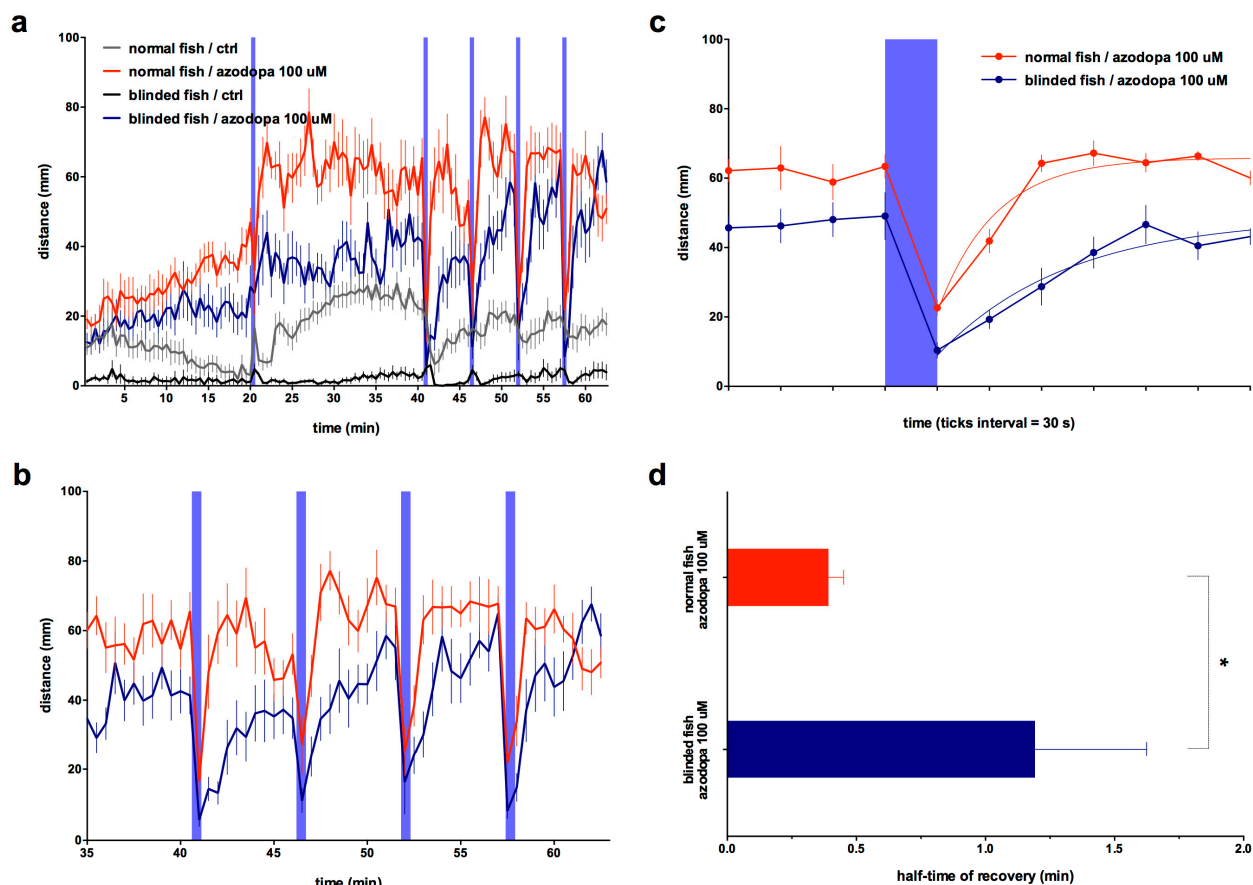 a
100
80
60
40
20
0
distance (mm)
normal fish / ctrl
normal fish / azodopa 100 uM
blinded fish / ctrl
blinded fish / azodopa 100 uM
5 10 15 20 25 30 35 40 45 50 55 60
time (min)
b
100
80
60
40
20
0
distance (mm)
35 40 45 50 55 60
time (min)
c
100
80
60
40
20
0
distance (mm)
normal fish / azodopa 100 uM
blinded fish / azodopa 100 uM
time (ticks interval = 30 s)
d
normal fish
azodopa 100 uM
blinded fish
azodopa 100 uM
*
0.0 0.5 1.0 1.5 2.0
half-time of recovery (min)